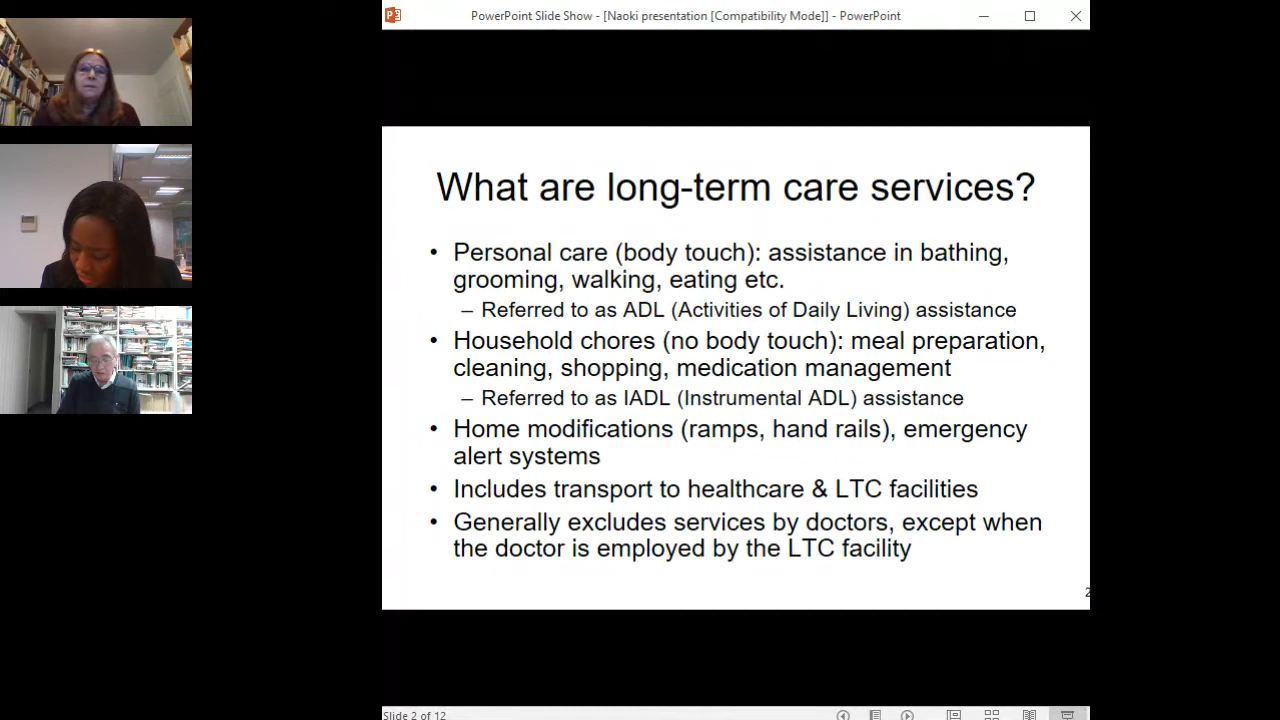 PowerPoint Slide Show - [Naoki presentation [Compatibility Mode]] - PowerPoint
What are long-term care services?
• Personal care (body touch): assistance in bathing,
grooming, walking, eating etc.
– Referred to as ADL (Activities of Daily Living) assistance
• Household chores (no body touch): meal preparation,
cleaning, shopping, medication management
– Referred to as IADL (Instrumental ADL) assistance
• Home modifications (ramps, hand rails), emergency
alert systems
• Includes transport to healthcare & LTC facilities
• Generally excludes services by doctors, except when
the doctor is employed by the LTC facility
2
Slide 2 of 12